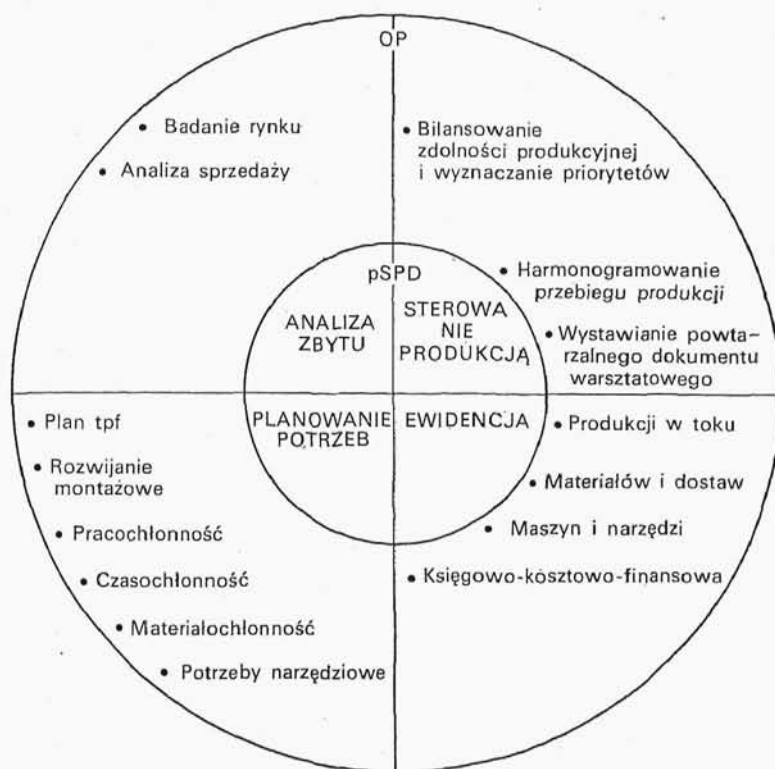 OP
• Badanie rynku
• Analiza sprzedaży
• Bilansowanie
zdolności produkcyjnej
i wyznaczanie priorytetów
• Harmonogramowanie
przebiegu produkcji
• Wystawianie powta-
rzalnego dokumentu
warsztatowego
pSPD
ANALIZA
ZBYTU
STEROWA
NIE
PRODUKCJĄ
PLANOWANIE
POTRZEB
EWIDENCJA
• Plan tpf
• Rozwijanie
montażowe
• Pracochłonność
• Czasochłonność
• Materiałochłonność
• Potrzeby narzędziowe
• Produkcji w toku
• Materiałów i dostaw
• Maszyn i narzędzi
• Księgowo-kosztowo-finansowa